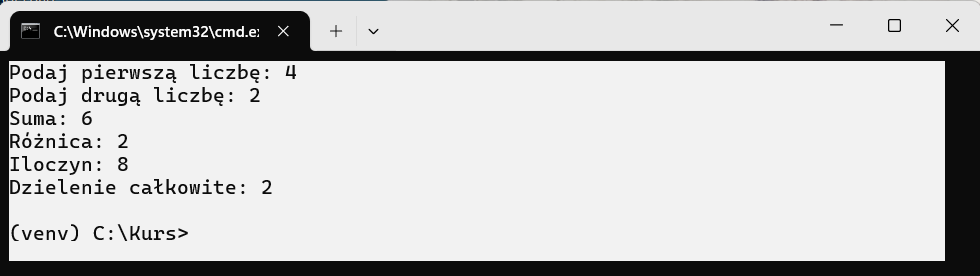 C:\Windows\system32\cmd.e
Podaj pierwszą liczbę: 4
Podaj drugą liczbę: 2
Suma: 6
Różnica: 2
Iloczyn: 8
Dzielenie całkowite: 2
(venv) C:\Kurs>